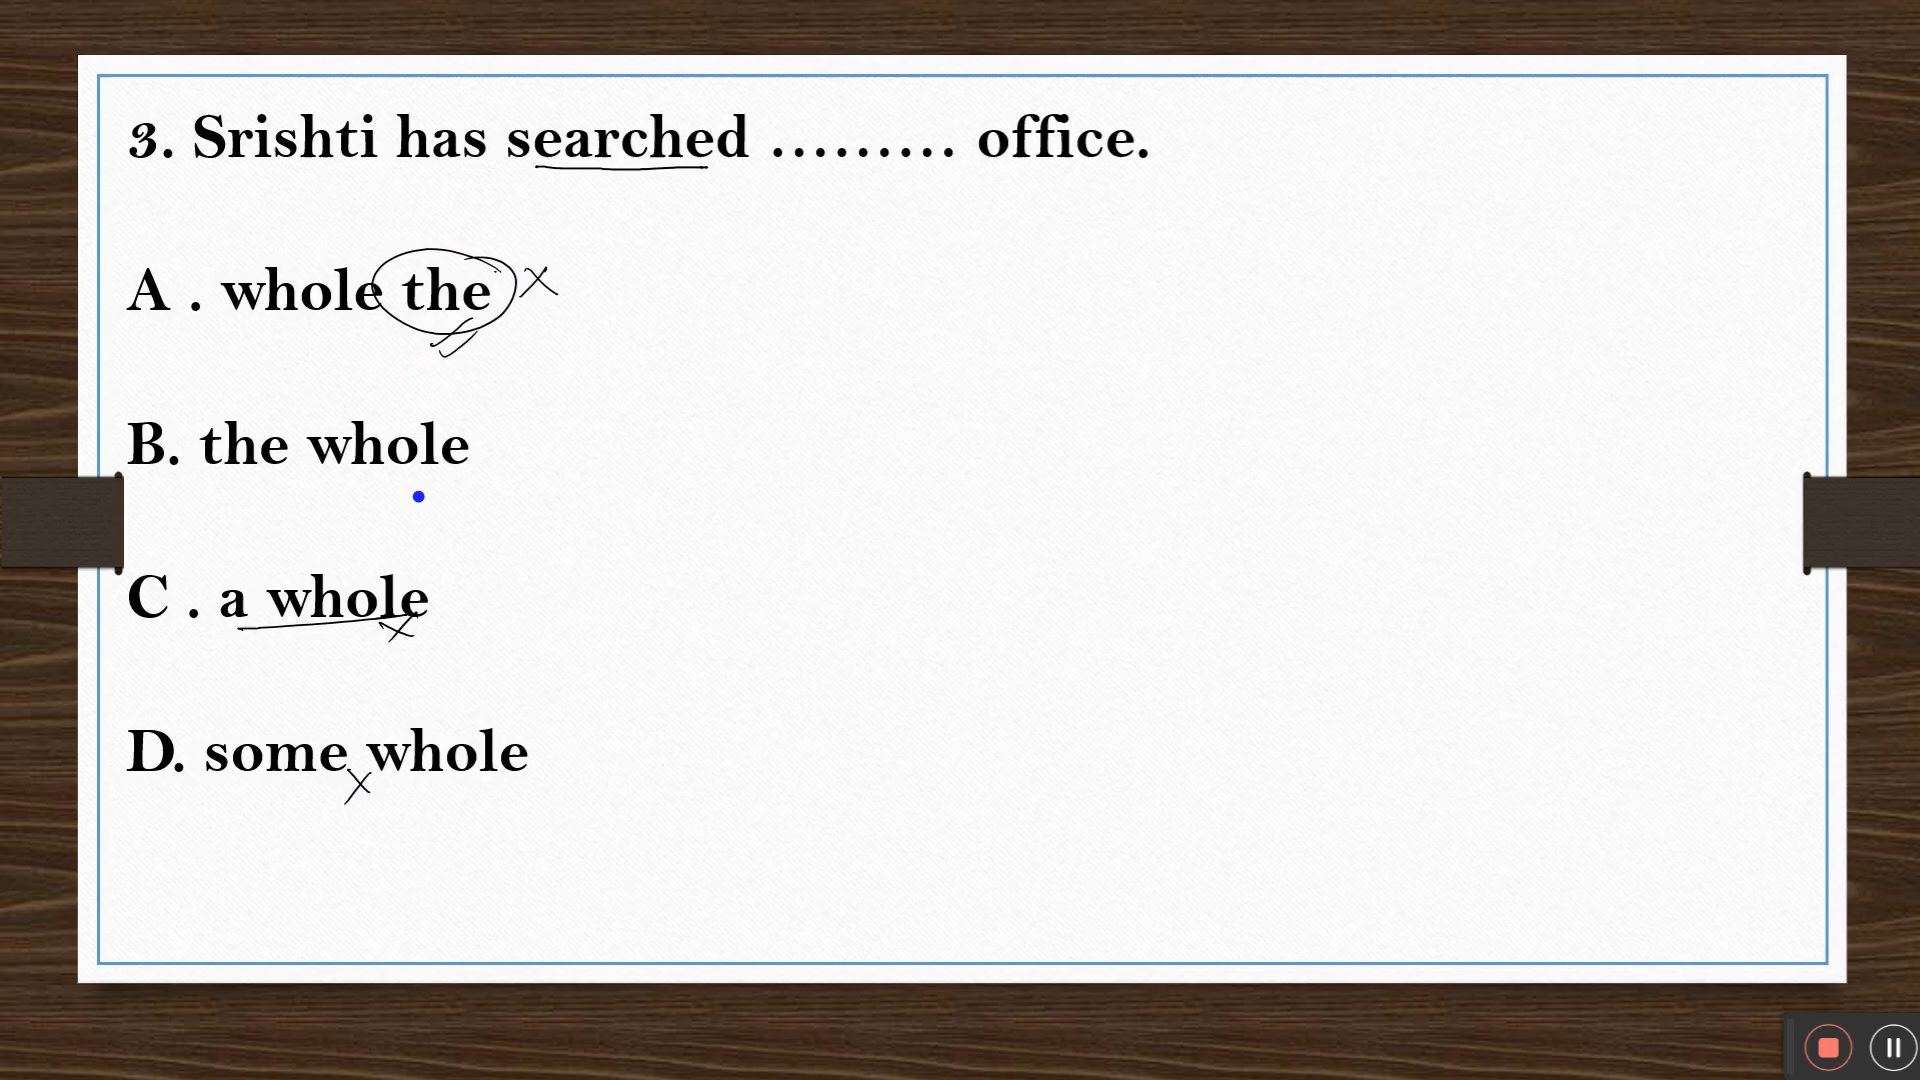 3. Srishti has searched ......... office.
A . whole the
B. the whole
C . a whole
D. some whole